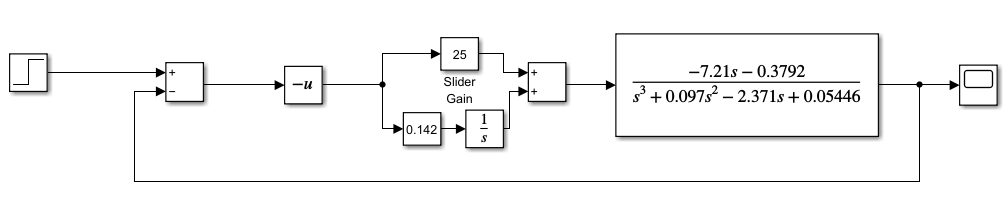 +
−
−u
25
Slider
Gain
0.142
1
s
+
+
−7.21s − 0.3792
s³ + 0.097s² − 2.371s + 0.05446